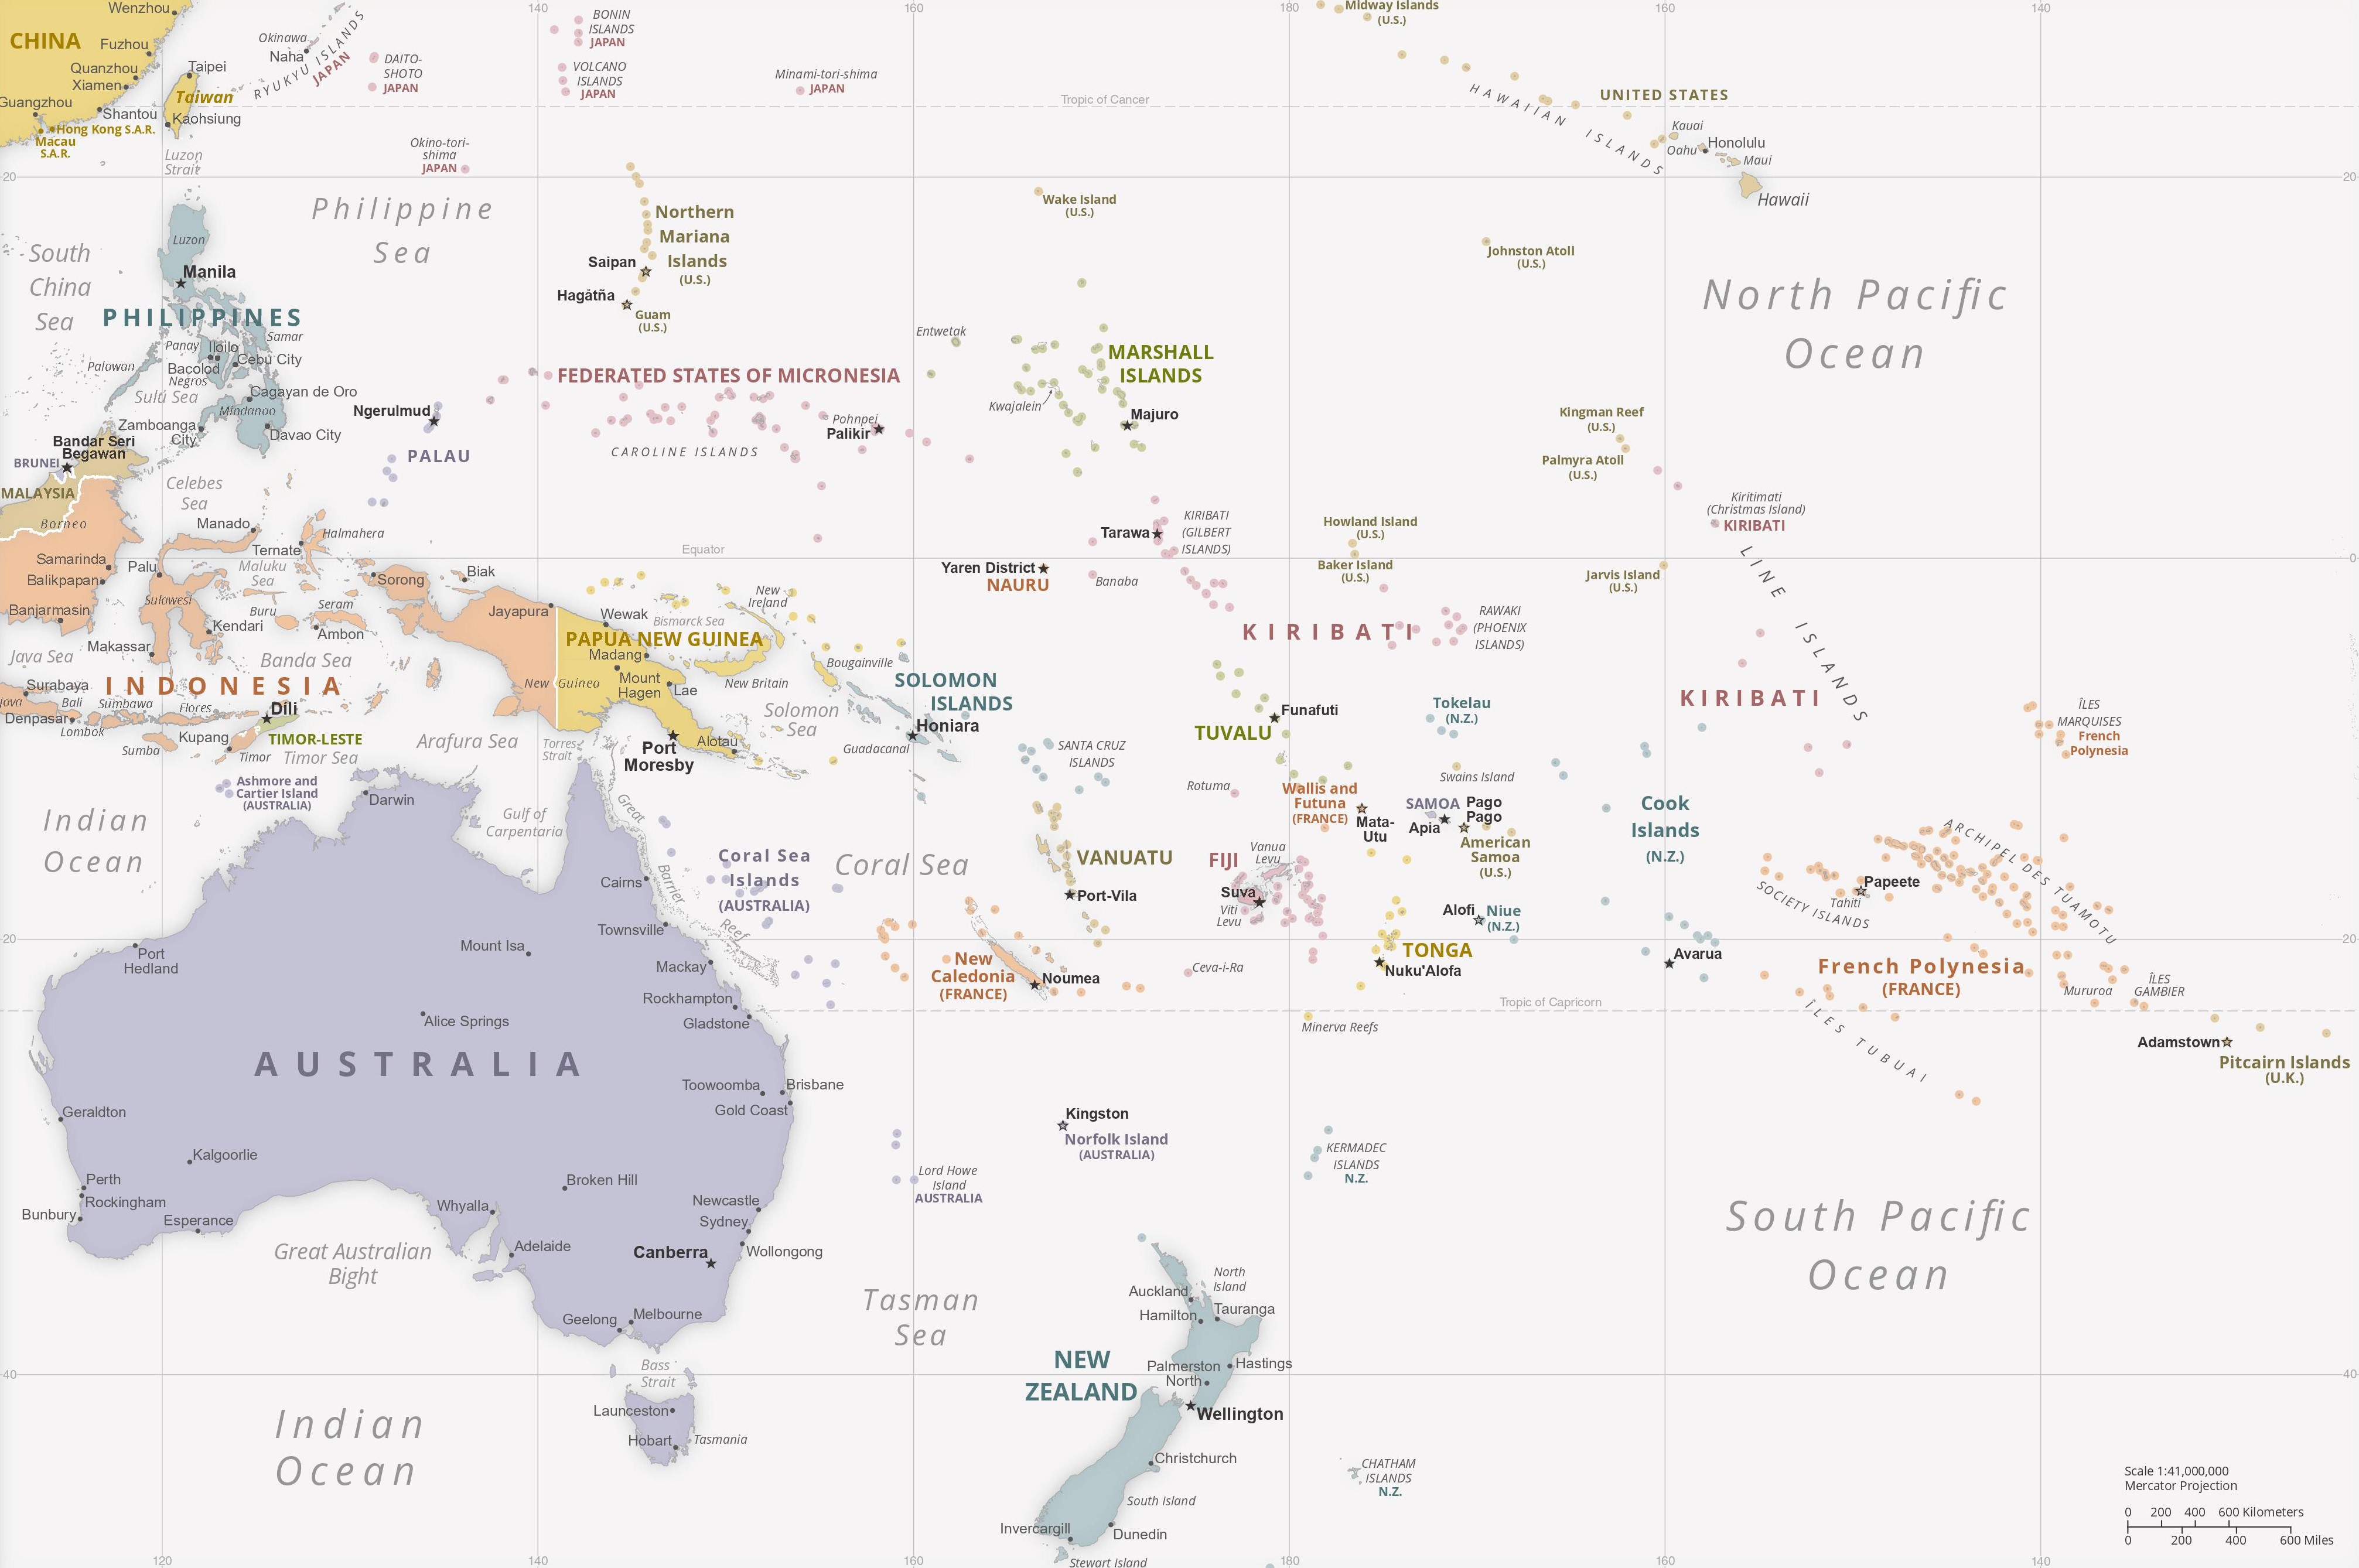 140
160
180
160
140
Wenzhou
CHINA
Fuzhou
Quanzhou
Xiamen
Guangzhou
Shantou
Hong Kong S.A.R.
Macau
S.A.R.
Taipei
Taiwan
Kaohsiung
Luzon
Strait
Okinawa
Naha
RYUKYU ISLANDS
JAPAN
DAITO-
SHOTO
JAPAN
BONIN
ISLANDS
JAPAN
VOLCANO
ISLANDS
JAPAN
Minami-tori-shima
JAPAN
Okino-tori-
shima
JAPAN
Tropic of Cancer
Midway Islands
(U.S.)
HAWAIIAN ISLANDS
UNITED STATES
Kauai
Oahu
Honolulu
Maui
Hawaii
20
20
Philippine
Sea
South
China
Sea
Luzon
Manila
PHILIPPINES
Samar
Panay
Iloilo
Cebu City
Bacolod
Negros
Palawan
Sulu Sea
Cagayan de Oro
Mindanao
Zamboanga
City
Davao City
Northern
Mariana
Islands
(U.S.)
Saipan
Hagåtña
Guam
(U.S.)
Wake Island
(U.S.)
Johnston Atoll
(U.S.)
North Pacific
Ocean
Entwetak
MARSHALL
ISLANDS
Kwajalein
Majuro
FEDERATED STATES OF MICRONESIA
Pohnpei
Palikir
CAROLINE ISLANDS
Ngerulmud
PALAU
Bandar Seri
Begawan
BRUNEI
MALAYSIA
Borneo
Celebes
Sea
Kingman Reef
(U.S.)
Palmyra Atoll
(U.S.)
Kiritimati
(Christmas Island)
KIRIBATI
LINE ISLANDS
Manado
Halmahera
Ternate
Samarinda
Balikpapan
Palu
Maluku
Sea
Sorong
Biak
Equator
0
Tarawa
KIRIBATI
(GILBERT
ISLANDS)
Yaren District
NAURU
Banaba
Howland Island
(U.S.)
Baker Island
(U.S.)
Jarvis Island
(U.S.)
Banjarmasin
Sulawesi
Buru
Seram
Kendari
Ambon
Makassar
Jayapura
Wewak
Bismarck Sea
New
Ireland
PAPUA NEW GUINEA
Madang
Mount
Hagen
Lae
New Guinea
New Britain
Bougainville
Java Sea
Banda Sea
INDONESIA
Surabaya
Java
Bali
Denpasar
Lombok
Sumbawa
Flores
Sumba
Dili
TIMOR-LESTE
Kupang
Timor
Timor Sea
Arafura Sea
Torres
Strait
Port
Moresby
Alotau
Solomon
Sea
SOLOMON
ISLANDS
Honiara
Guadacanal
SANTA CRUZ
ISLANDS
KIRIBATI
RAWAKI
(PHOENIX
ISLANDS)
Tokelau
(N.Z.)
Funafuti
TUVALU
KIRIBATI
ÎLES
MARQUISES
French
Polynesia
Ashmore and
Cartier Island
(AUSTRALIA)
Darwin
Gulf of
Carpentaria
Indian
Ocean
Rotuma
Wallis and
Futuna
(FRANCE)
Mata-
Utu
Swains Island
SAMOA
Apia
Pago
Pago
American
Samoa
(U.S.)
Cook
Islands
(N.Z.)
Great Barrier Reef
Cairns
Townsville
Coral Sea
Islands
(AUSTRALIA)
Coral Sea
VANUATU
Port-Vila
FIJI
Vanua
Levu
Suva
Viti
Levu
Alofi
Niue
(N.Z.)
SOCIETY ISLANDS
Papeete
Tahiti
ARCHIPEL DES TUAMOTU
20
20
Port
Hedland
Mount Isa
Mackay
Rockhampton
Gladstone
Alice Springs
AUSTRALIA
New
Caledonia
(FRANCE)
Noumea
Ceva-i-Ra
TONGA
Nuku'Alofa
Avarua
French Polynesia
(FRANCE)
Mururoa
ÎLES
GAMBIER
Tropic of Capricorn
Minerva Reefs
ÎLES TUBUAI
Adamstown
Pitcairn Islands
(U.K.)
Toowoomba
Brisbane
Gold Coast
Geraldton
Kalgoorlie
Perth
Rockingham
Bunbury
Esperance
Broken Hill
Whyalla
Adelaide
Newcastle
Sydney
Wollongong
Canberra
Great Australian
Bight
Geelong
Melbourne
Bass
Strait
Launceston
Hobart
Tasmania
Kingston
Norfolk Island
(AUSTRALIA)
Lord Howe
Island
AUSTRALIA
KERMADEC
ISLANDS
N.Z.
South Pacific
Ocean
Tasman
Sea
North
Island
Auckland
Hamilton
Tauranga
NEW
ZEALAND
Palmerston
North
Hastings
Wellington
Christchurch
South Island
Invercargill
Dunedin
Stewart Island
CHATHAM
ISLANDS
N.Z.
40
40
Indian
Ocean
Scale 1:41,000,000
Mercator Projection
0 200 400 600 Kilometers
0 200 400 600 Miles
120
140
160
180
160
140